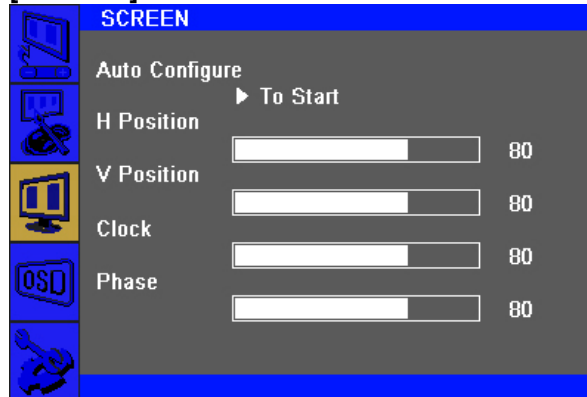 SCREEN
Auto Configure
▶ To Start
H Position
80
V Position
80
Clock
80
Phase
80
OSD